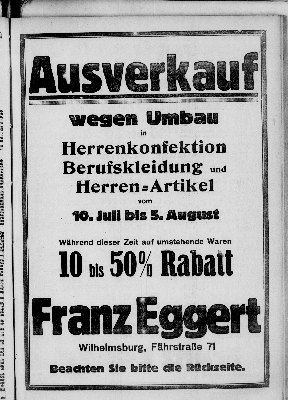 Ausverkauf
wegen Umbau
in
Herrenkonfektion
Berufskleidung und
Herren=Artikel
vom
10. Juli bis 5. August
Während dieser Zeit auf umstehende Waren
10 bis 50% Rabatt
Franz Eggert
Wilhelmsburg, Fährstraße 71
Beachten Sie bitte die Rückseite.